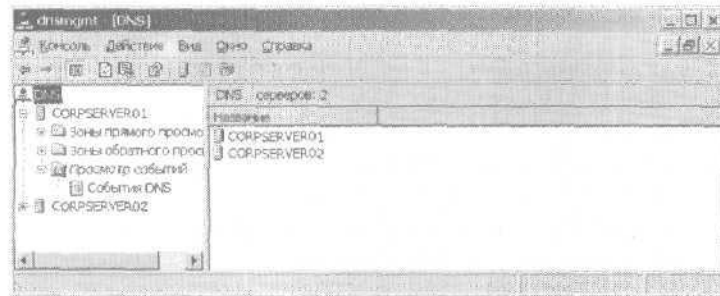 dnsmgmt - [DNS]
Консоль Действие Вид Окно Справка
DNS
CORPSERVER01
Зоны прямого просмо
Зоны обратного прос
Просмотр событий
События DNS
CORPSERVER02
DNS серверов: 2
Название
CORPSERVER01
CORPSERVER02